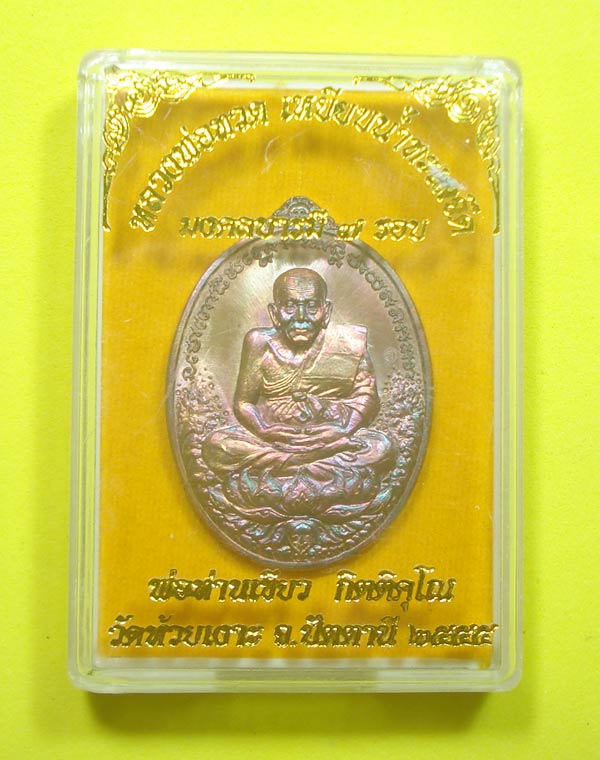 หลวงพ่อทวด เหยียบน้ำทะเลจืด
มงคลบารมี ๗ รอบ
พ่อท่านเขียว กิตติคุโณ
วัดห้วยเงาะ จ.ปัตตานี ๒๕๕๕